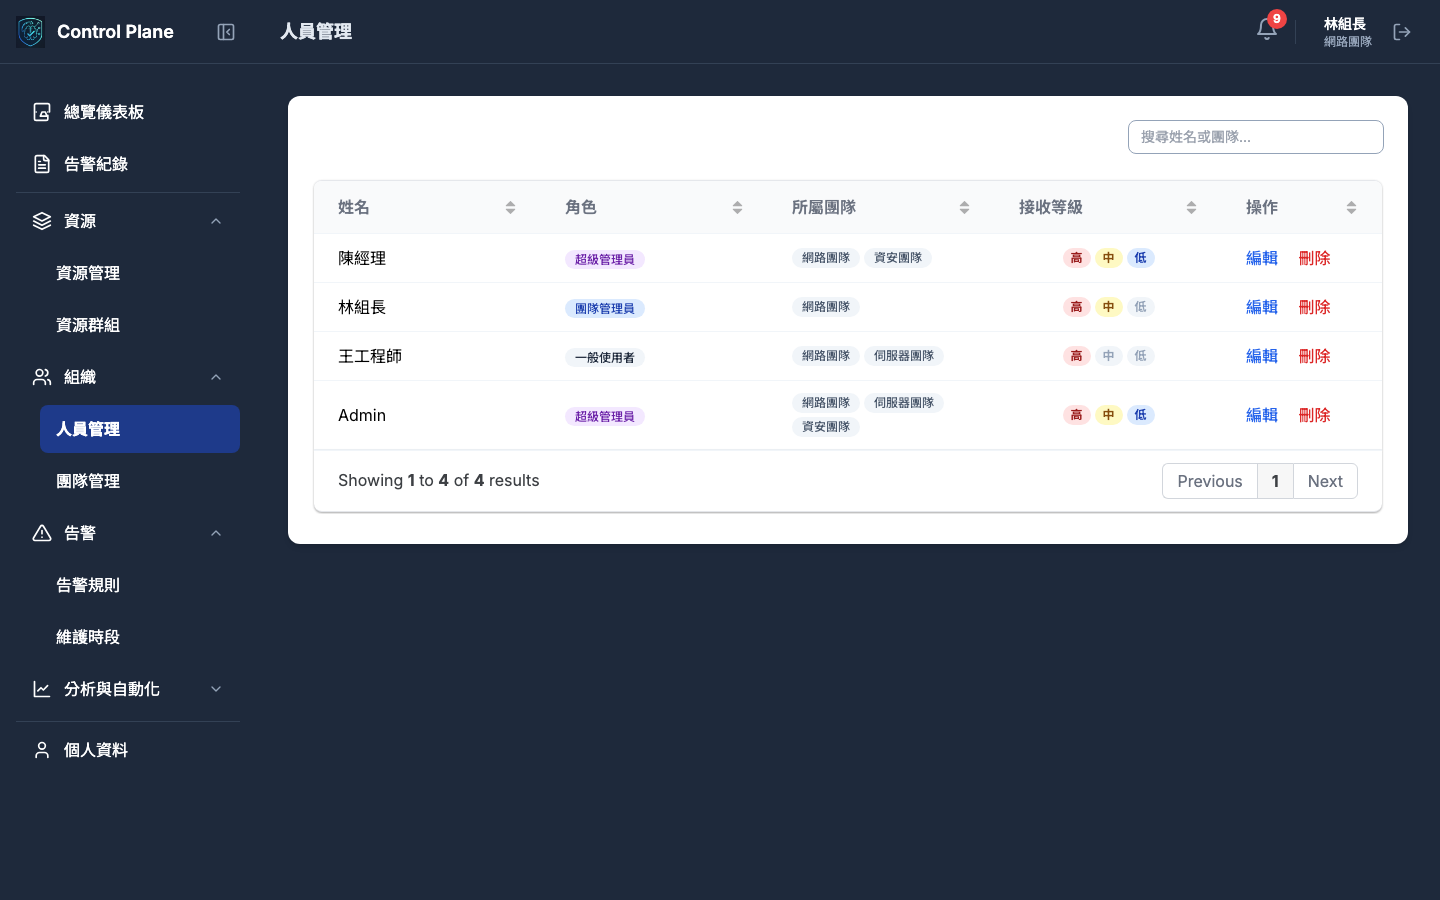 Control Plane
人員管理
9
林組長
網路團隊
總覽儀表板
告警紀錄
資源
資源管理
資源群組
組織
人員管理
團隊管理
告警
告警規則
維護時段
分析與自動化
個人資料
搜尋姓名或團隊...
姓名 角色 所屬團隊 接收等級 操作
陳經理 超級管理員 網路團隊 資安團隊 高 中 低 編輯 刪除
林組長 團隊管理員 網路團隊 高 中 低 編輯 刪除
王工程師 一般使用者 網路團隊 伺服器團隊 高 中 低 編輯 刪除
Admin 超級管理員 網路團隊 伺服器團隊 高 中 低 編輯 刪除
資安團隊
Showing 1 to 4 of 4 results
Previous 1 Next